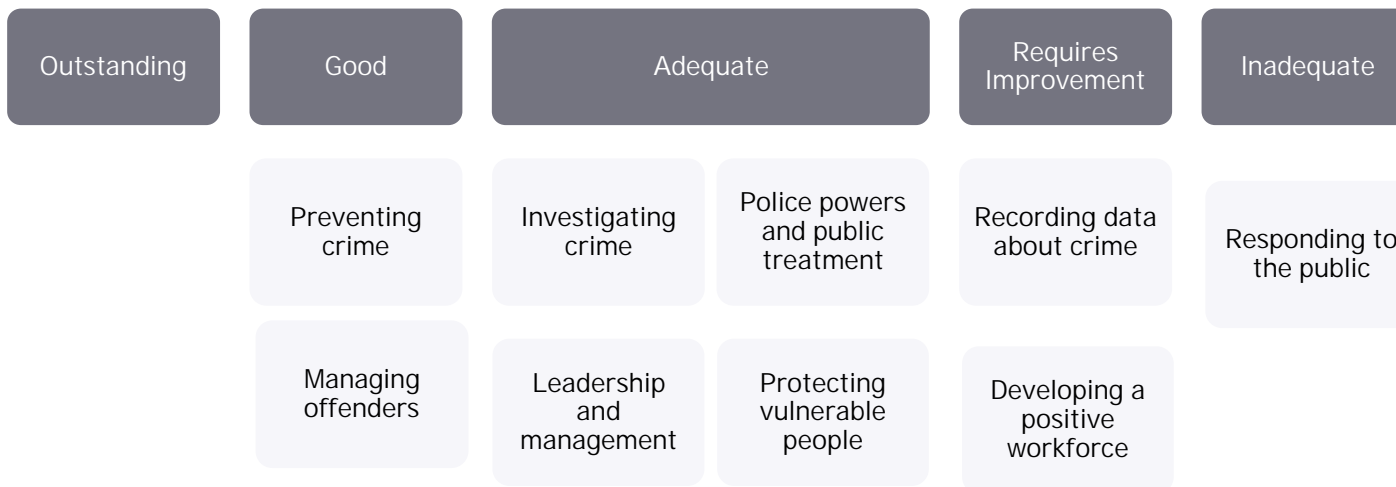 Outstanding
Good
Adequate
Requires
Improvement
Inadequate
Preventing
crime
Investigating
crime
Police powers
and public
treatment
Recording data
about crime
Responding to
the public
Managing
offenders
Leadership
and
management
Protecting
vulnerable
people
Developing a
positive
workforce